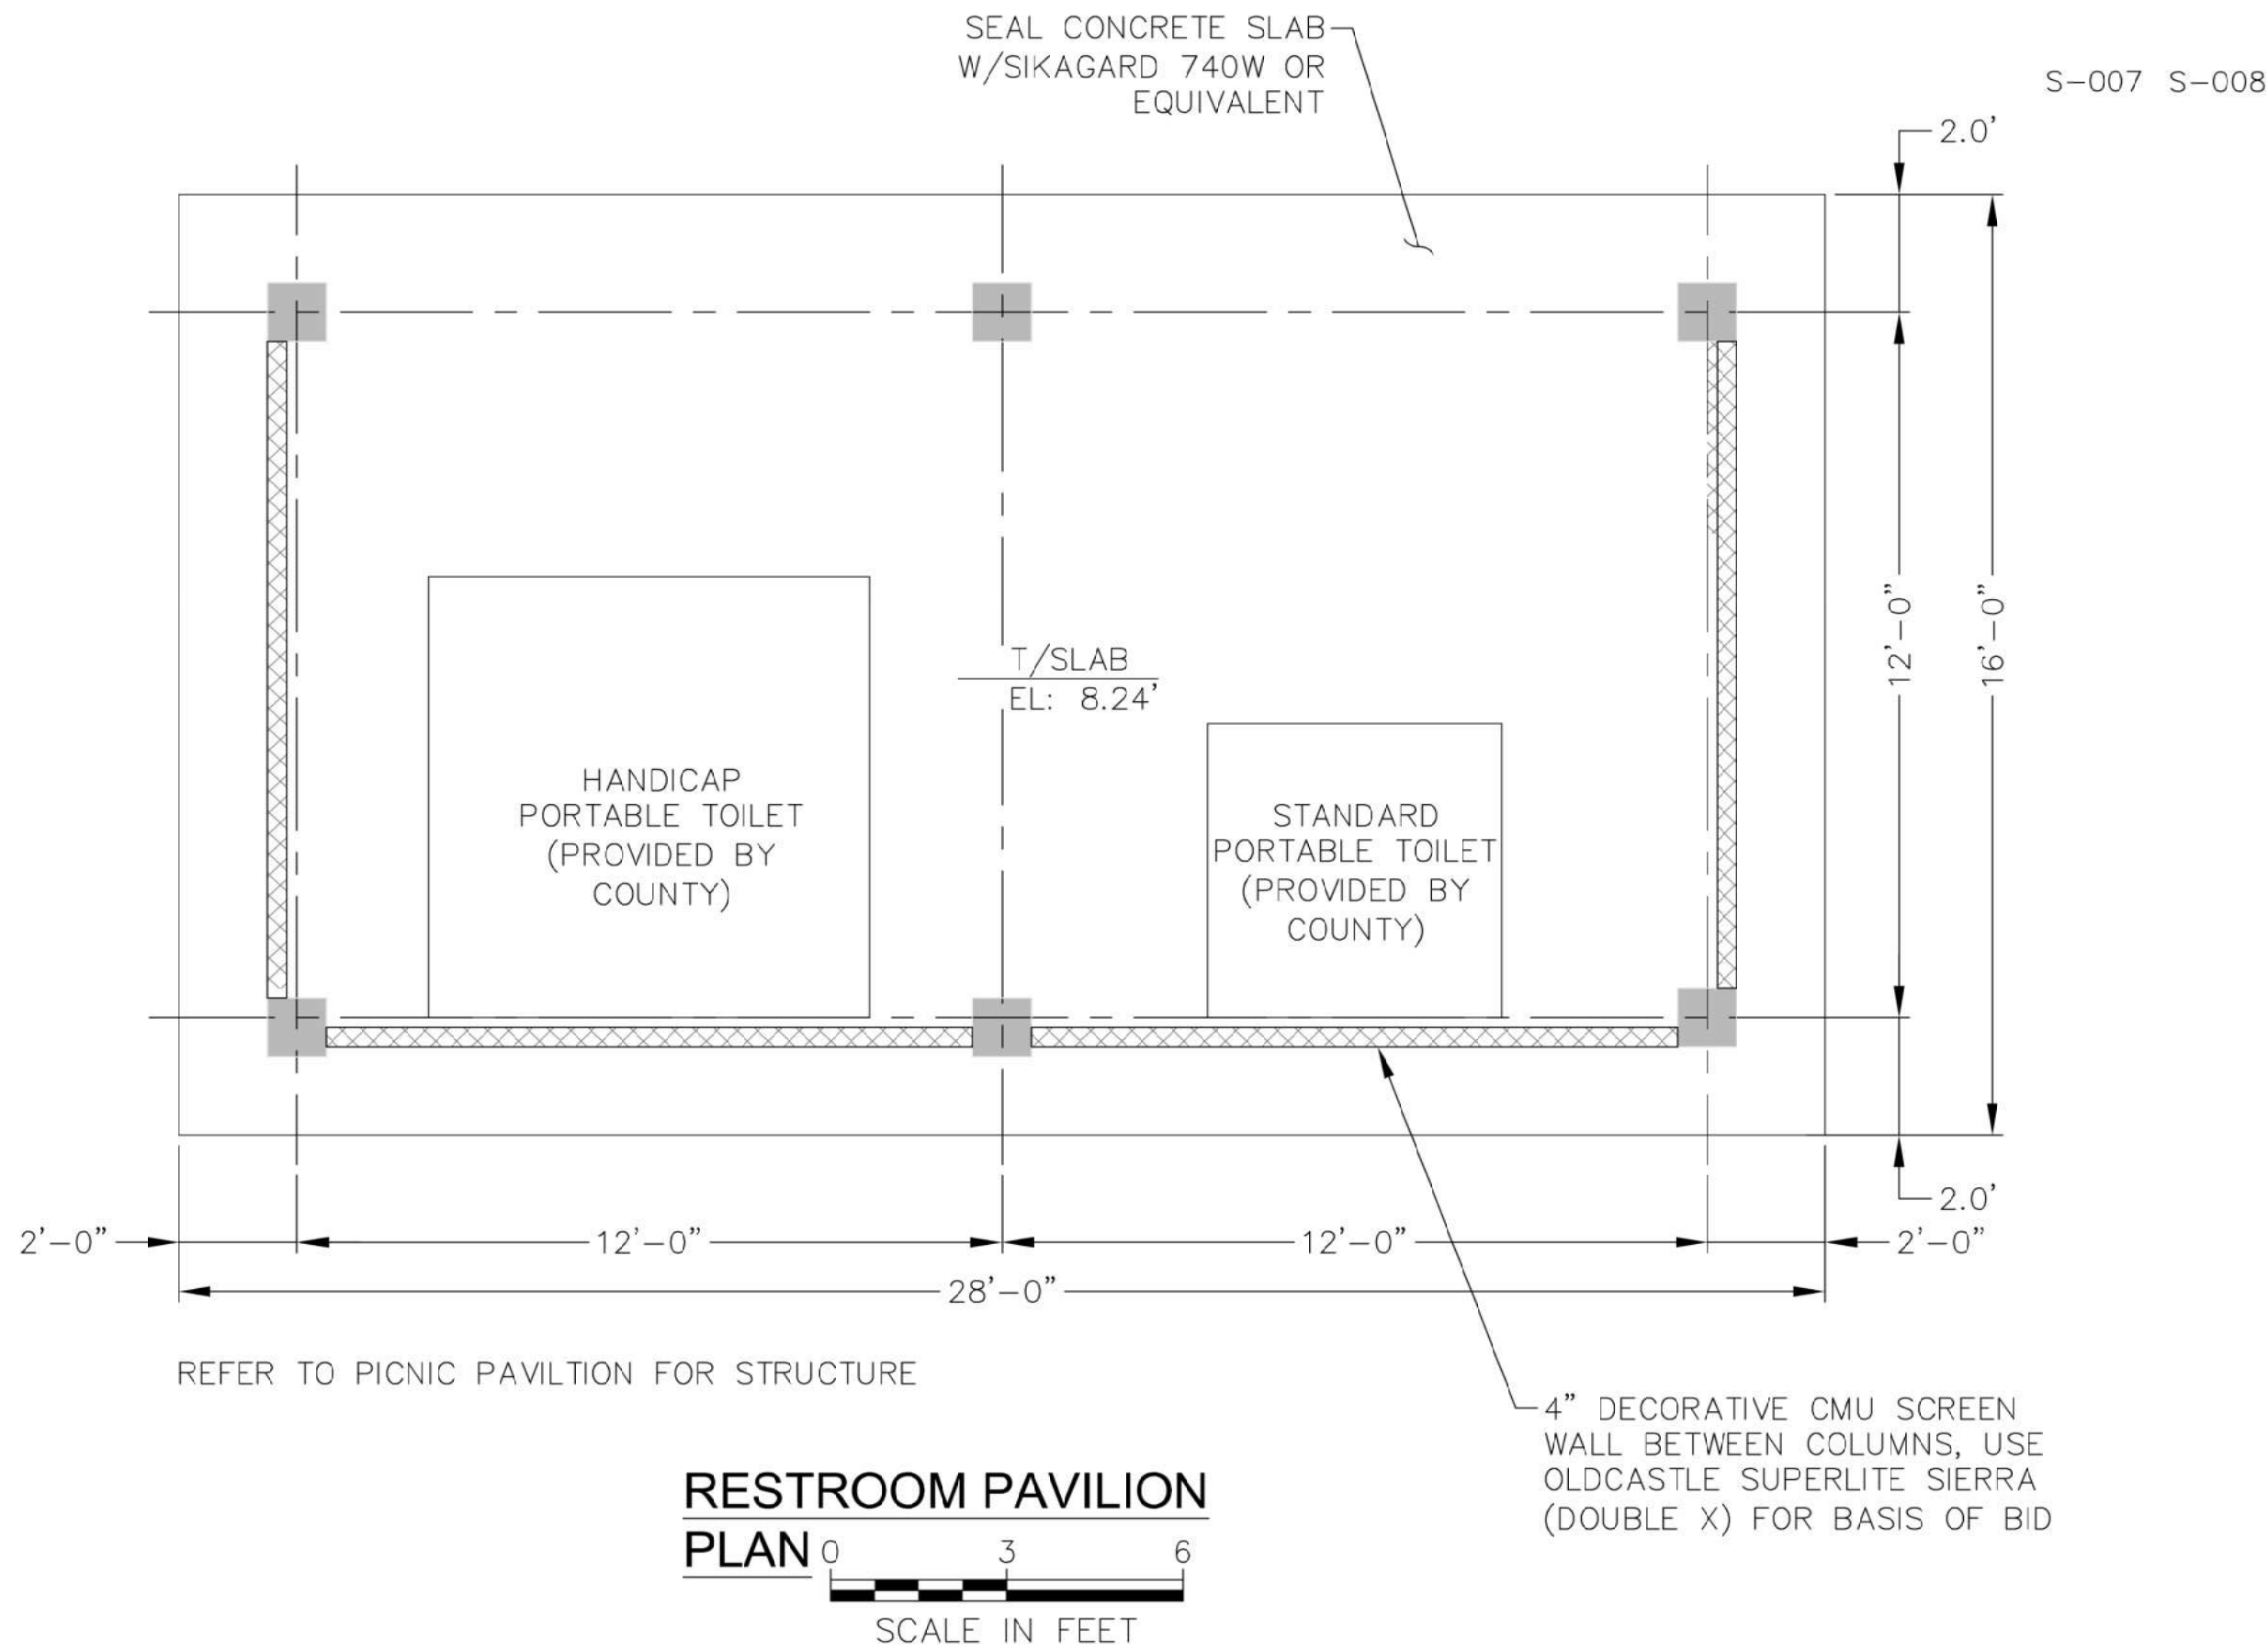 SEAL CONCRETE SLAB
W/SIKAGARD 740W OR
EQUIVALENT
S-007 S-008
2.0'
T/SLAB
EL: 8.24'
12'-0"
16'-0"
HANDICAP
PORTABLE TOILET
(PROVIDED BY
COUNTY)
STANDARD
PORTABLE TOILET
(PROVIDED BY
COUNTY)
2.0'
2'-0"
12'-0"
12'-0"
2'-0"
28'-0"
REFER TO PICNIC PAVILTION FOR STRUCTURE
4" DECORATIVE CMU SCREEN
WALL BETWEEN COLUMNS, USE
OLDCASTLE SUPERLITE SIERRA
(DOUBLE X) FOR BASIS OF BID
RESTROOM PAVILION
PLAN
0 3 6
SCALE IN FEET